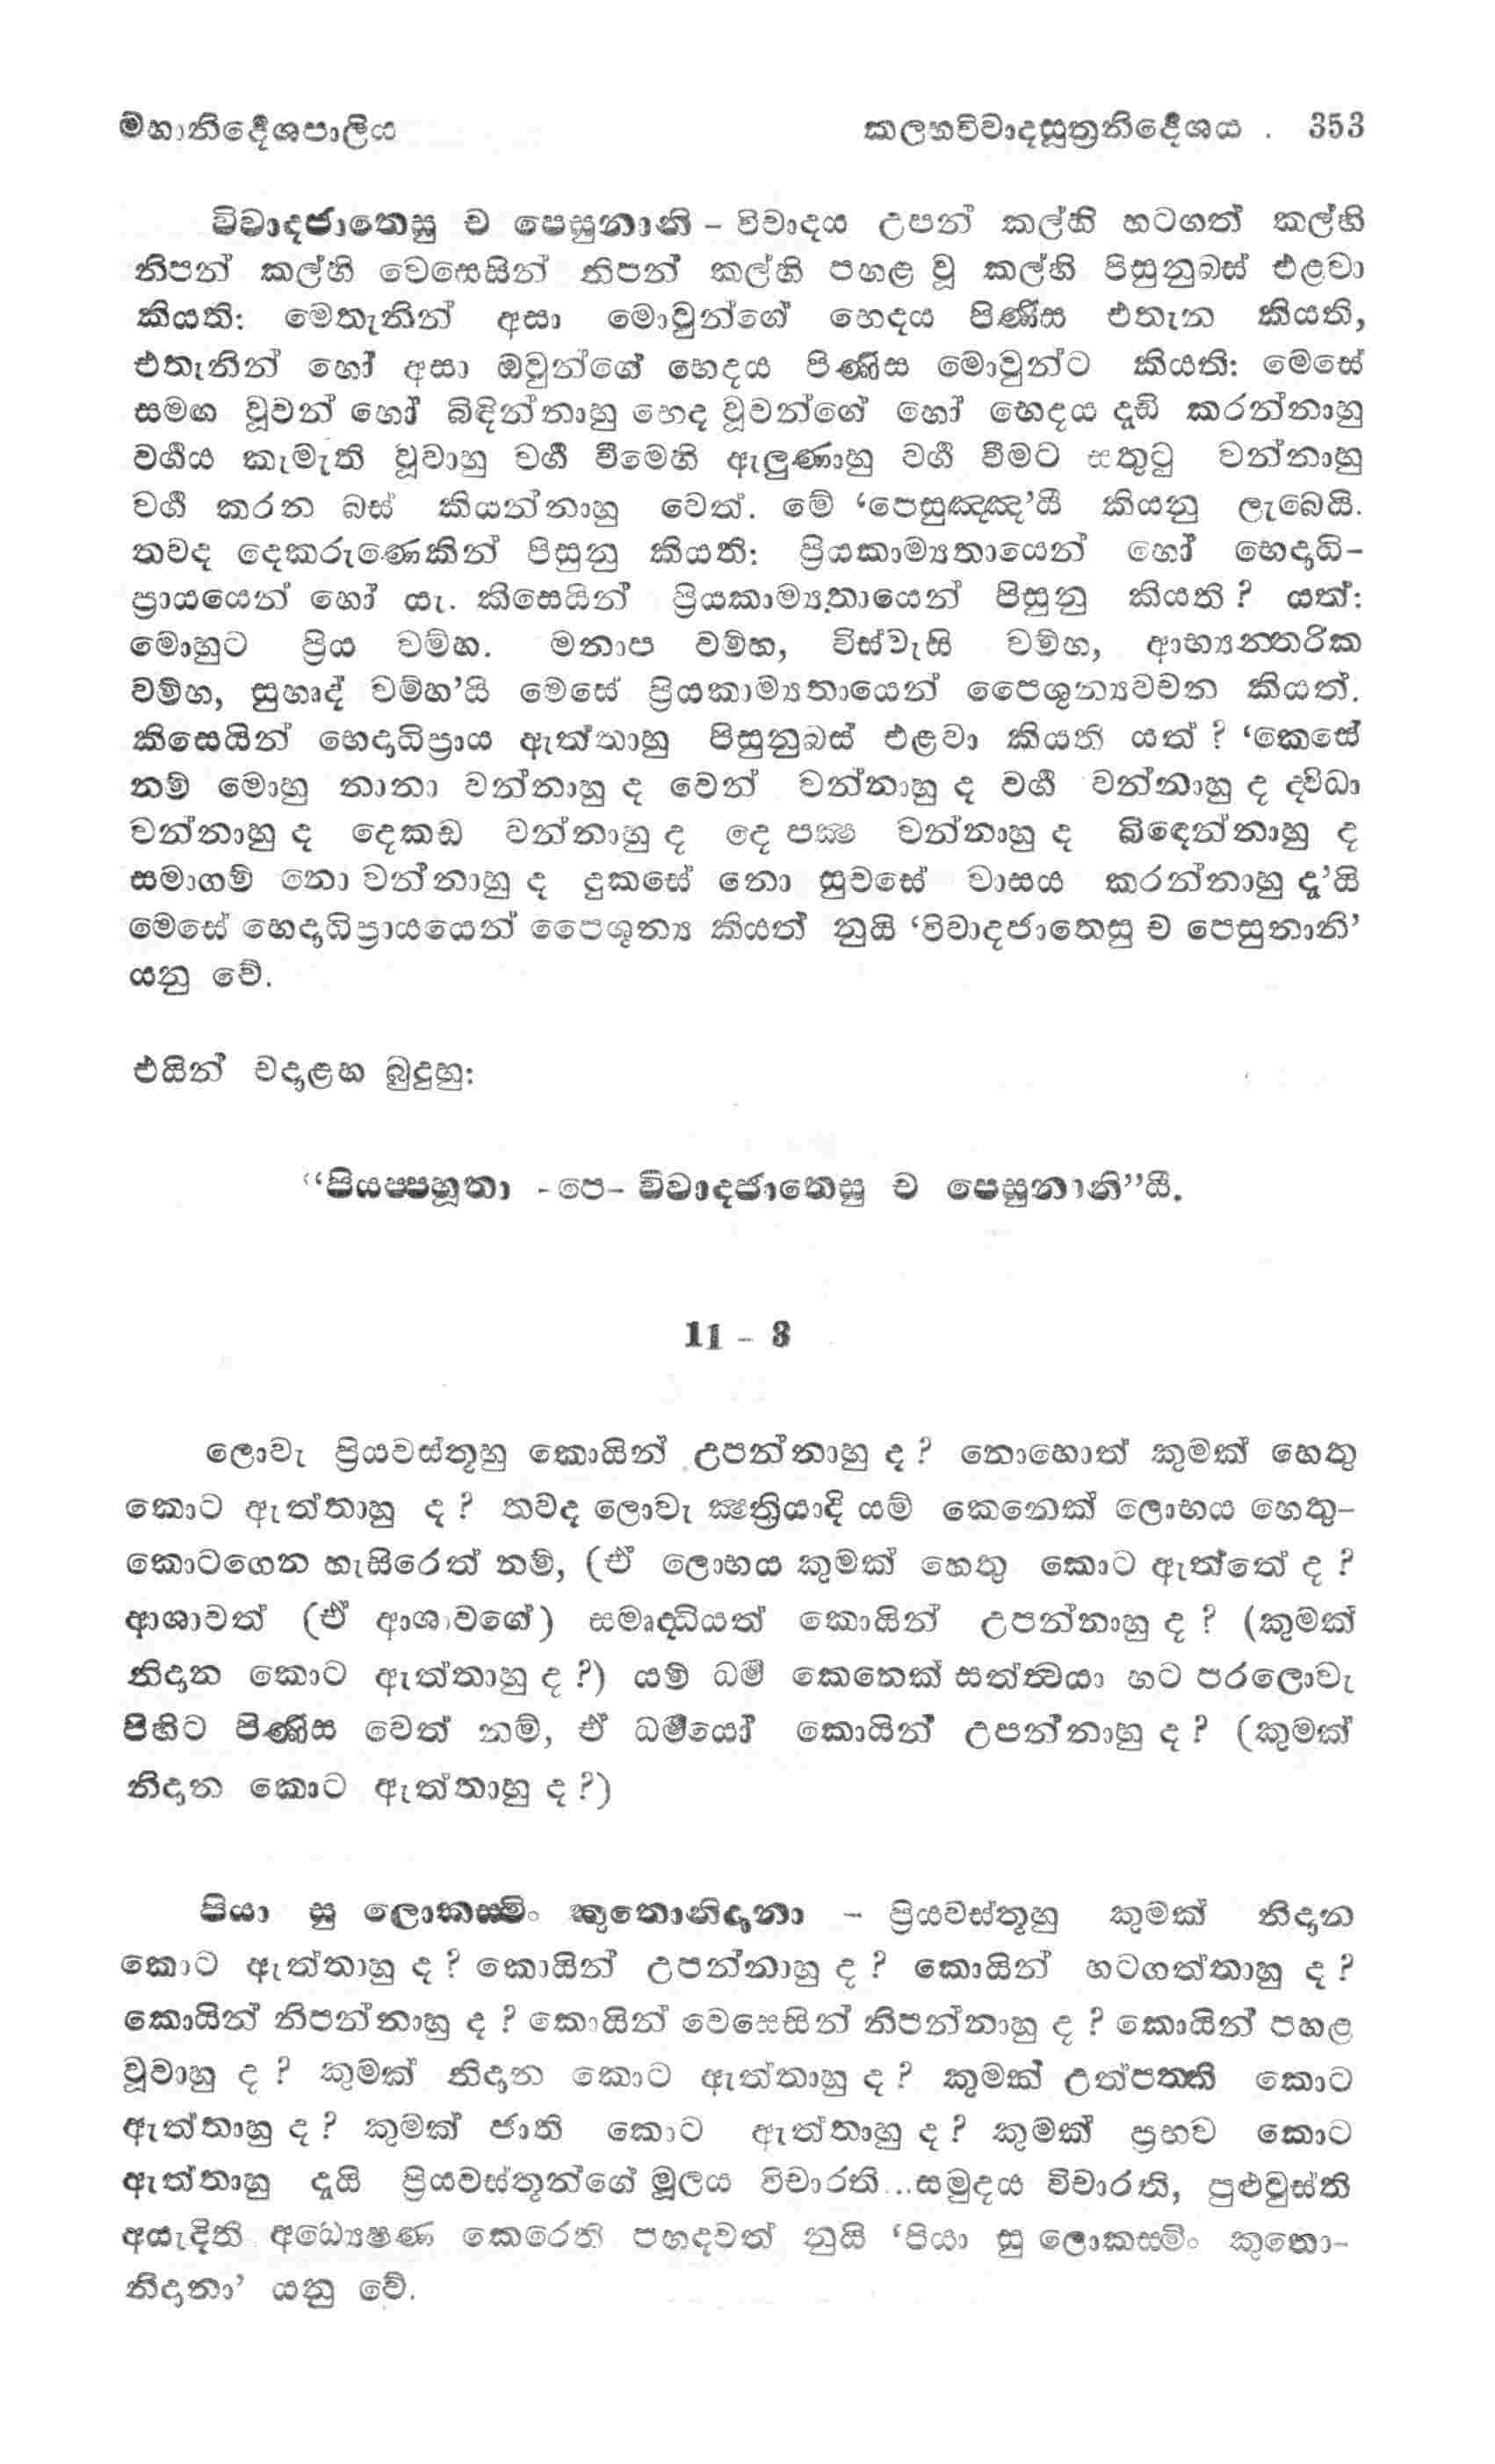 මහානිර්‍දේශපාලිය කලහවිවාදසූත්‍රනිර්‍දේශය . 353
විවාදජාතෙසු ච පෙසුනානි – විවාදය උපන් කල්හි හටගත් කල්හි
නිපන් කල්හි වෙසෙසින් නිපන් කල්හි පහළ වූ කල්හි පිසුනුබස් එළවා
කියති: මෙතැනින් අසා මොවුන්ගේ භෙදය පිණිස එතැන කියති,
එතැනින් හෝ අසා ඔවුන්ගේ භෙදය පිණිස මොවුන්ට කියති: මෙසේ
සමඟ වූවන් හෝ බිඳින්නාහු භෙද වූවන්ගේ හෝ භෙදය දැඩි කරන්නාහු
වර්‍ගය කැමැති වූවාහු වර්‍ග වීමෙහි ඇලුණාහු වර්‍ග වීමට සතුටු වන්නාහු
වර්‍ග කරන බස් කියන්නාහු වෙත්. මේ ‘පෙසුඤ්ඤ’යී කියනු ලැබෙයි.
තවද දෙකරුණෙකින් පිසුනු කියති: ප්‍රියකාම්‍යතායෙන් හෝ භෙදාධි-
ප්‍රායයෙන් හෝ යැ. කිසෙයින් ප්‍රියකාම්‍යතායෙන් පිසුනු කියති? යත්:
මොහුට ප්‍රිය වම්හ. මනාප වම්හ, විස්වැසි වම්හ, ආභ්‍යන්තරික
වම්හ, සුහෘද් වම්හ’යි මෙසේ ප්‍රියකාම්‍යතායෙන් පෛශුන්‍යවචන කියත්.
කිසෙයින් භෙදාධිප්‍රාය ඇත්තාහු පිසුනුබස් එළවා කියති යත්? ‘කෙසේ
නම් මොහු නානා වන්නාහු ද වෙන් වන්නාහු ද වර්‍ග වන්නාහු ද ද්විධා
වන්නාහු ද දෙකඩ වන්නාහු ද දෙ පක්‍ෂ වන්නාහු ද බිඳෙන්නාහු ද
සමාගම් නො වන්නාහු ද දුකසේ නො සුවසේ වාසය කරන්නාහු දැ’යි
මෙසේ භෙදාධිප්‍රායයෙන් පෛශුන්‍ය කියත් නුයි ‘විවාදජාතෙසු ච පෙසුනානි’
යනු වේ.
එයින් වදාළහ බුදුහු:
“පියප්පහූතා -පෙ- විවාදජාතෙසු ච පෙසුනානි”යී.
11 – 3
ලොවැ ප්‍රියවස්තූහු කොයින් උපන්නාහු ද? නොහොත් කුමක් හෙතු
කොට ඇත්තාහු ද? තවද ලොවැ ක්‍ෂත්‍රියාදි යම් කෙනෙක් ලොභය හෙතු-
කොටගෙන හැසිරෙත් නම්, (ඒ ලොභය කුමක් හෙතු කොට ඇත්තේ ද?
ආශාවත් (ඒ ආශාවගේ) සමෘද්ධියත් කොයින් උපන්නාහු ද? (කුමක්
නිදාන කොට ඇත්තාහු ද?) යම් ධර්‍ම කෙනෙක් සත්ත්‍වයා හට පරලොවැ
පිහිට පිණිස වෙත් නම්, ඒ ධර්‍මයෝ කොයින් උපන්නාහු ද? (කුමක්
නිදාන කොට ඇත්තාහු ද?)
පියා සු ලොකස්මිං කුතොනිදානා – ප්‍රියවස්තූහු කුමක් නිදාන
කොට ඇත්තාහු ද? කොයින් උපන්නාහු ද? කොයින් හටගත්තාහු ද?
කොයින් නිපන්නාහු ද? කොයින් වෙසෙසින් නිපන්නාහු ද? කොයින් පහළ
වූවාහු ද? කුමක් නිදාන කොට ඇත්තාහු ද? කුමක් උත්පත්ති කොට
ඇත්තාහු ද? කුමක් ජාති කොට ඇත්තාහු ද? කුමක් ප්‍රභව කොට
ඇත්තාහු දැයි ප්‍රියවස්තූන්ගේ මූලය විචාරති...සමුදය විචාරති, පුළුවුස්ති
අයැදිති අධ්‍යෙෂණ කෙරෙති පහදවත් නුයි ‘පියා සු ලොකස්මිං කුතො-
නිදානා’ යනු වේ.